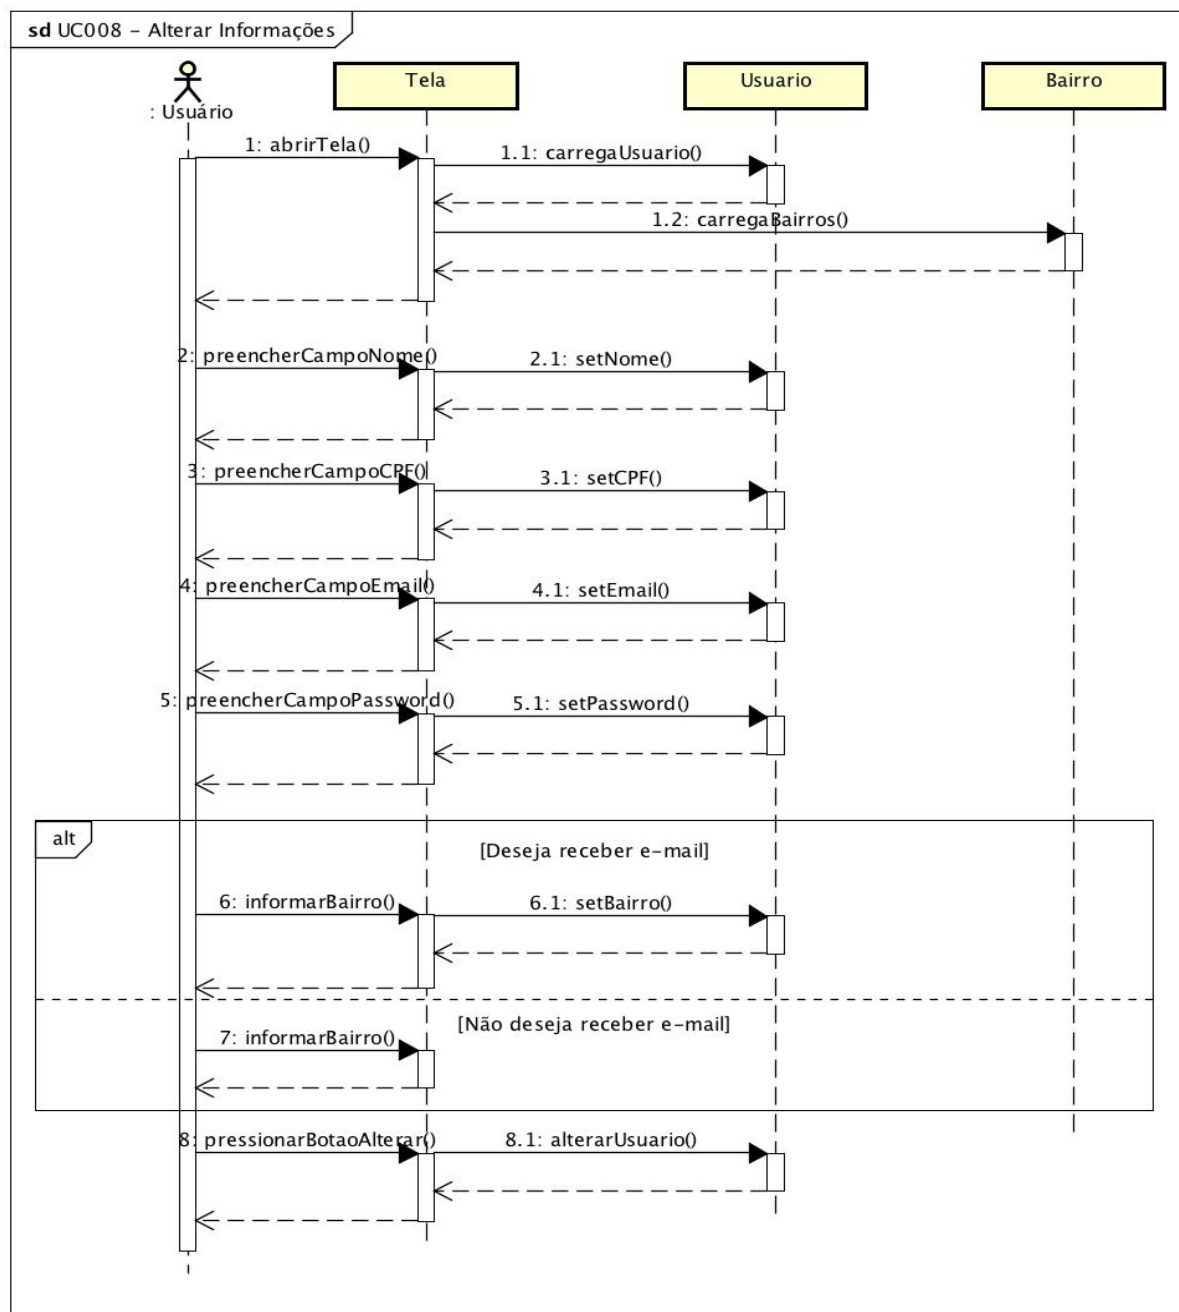 sd UC008 - Alterar Informações
: Usuário
Tela
Usuario
Bairro
1: abrirTela()
1.1: carregaUsuario()
1.2: carregaBairros()
2: preencherCampoNome()
2.1: setNome()
3: preencherCampoCPF()
3.1: setCPF()
4: preencherCampoEmail()
4.1: setEmail()
5: preencherCampoPassword()
5.1: setPassword()
alt
[Deseja receber e-mail]
6: informarBairro()
6.1: setBairro()
[Não deseja receber e-mail]
7: informarBairro()
8: pressionarBotaoAlterar()
8.1: alterarUsuario()